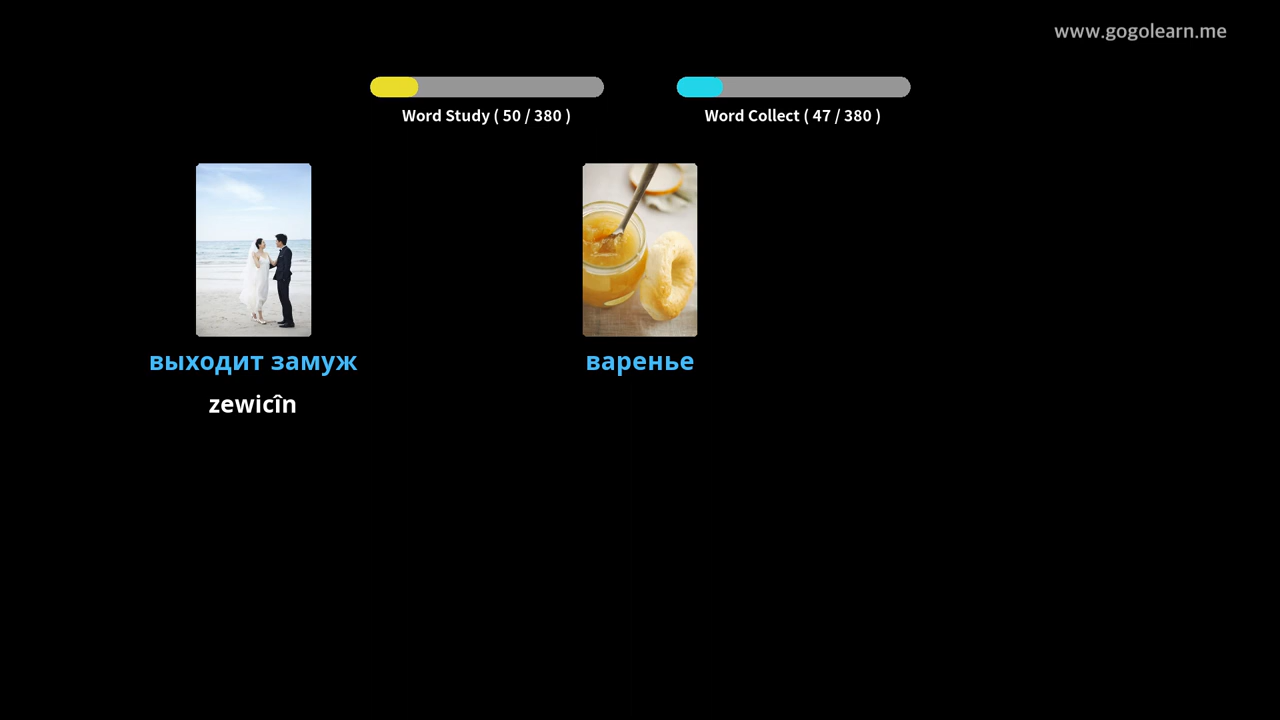 www.gogolearn.me
Word Study ( 50 / 380 )
Word Collect ( 47 / 380 )
выходит замуж
zewicîn
варенье